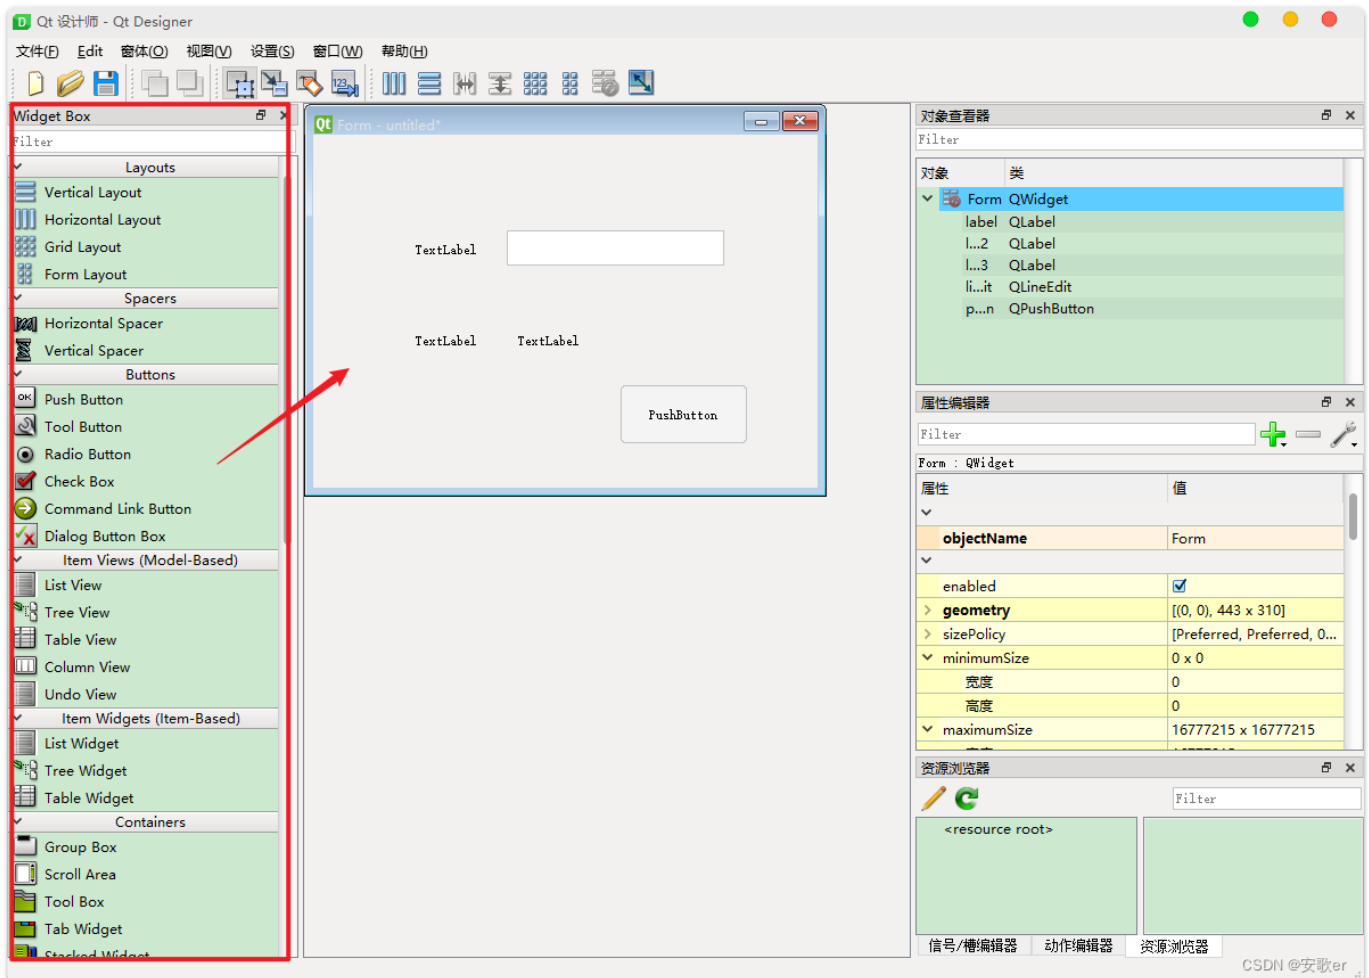 Qt 设计师 - Qt Designer
文件(F) Edit 窗体(O) 视图(V) 设置(S) 窗口(W) 帮助(H)
Widget Box
Filter
Layouts
Vertical Layout
Horizontal Layout
Grid Layout
Form Layout
Spacers
Horizontal Spacer
Vertical Spacer
Buttons
OK
Push Button
Tool Button
Radio Button
Check Box
Command Link Button
Dialog Button Box
Item Views (Model-Based)
List View
Tree View
Table View
Column View
Undo View
Item Widgets (Item-Based)
List Widget
Tree Widget
Table Widget
Containers
Group Box
Scroll Area
Tool Box
Tab Widget
Stacked Widget
Qt Form - untitled*
TextLabel
TextLabel TextLabel
PushButton
对象查看器
Filter
对象 类
Form QWidget
label QLabel
l...2 QLabel
l...3 QLabel
li...it QLineEdit
p...n QPushButton
属性编辑器
Filter
Form : QWidget
属性 值
objectName Form
enabled
geometry [(0, 0), 443 x 310]
sizePolicy [Preferred, Preferred, 0...
minimumSize 0 x 0
宽度 0
高度 0
maximumSize 16777215 x 16777215
资源浏览器
Filter
<resource root>
信号/槽编辑器 动作编辑器 资源浏览器
CSDN @安歌er